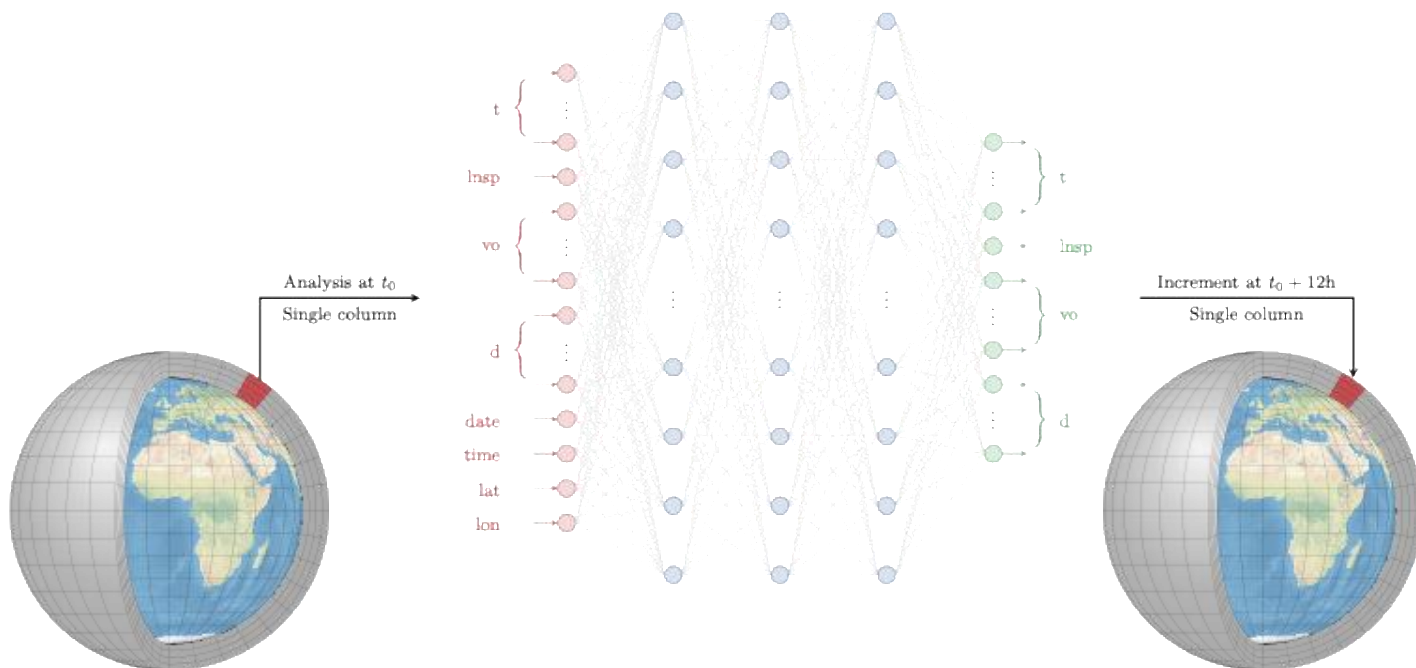 Analysis at t₀
Single column
t
lnsp
vo
d
date
time
lat
lon
t
lnsp
vo
d
Increment at t₀ + 12h
Single column